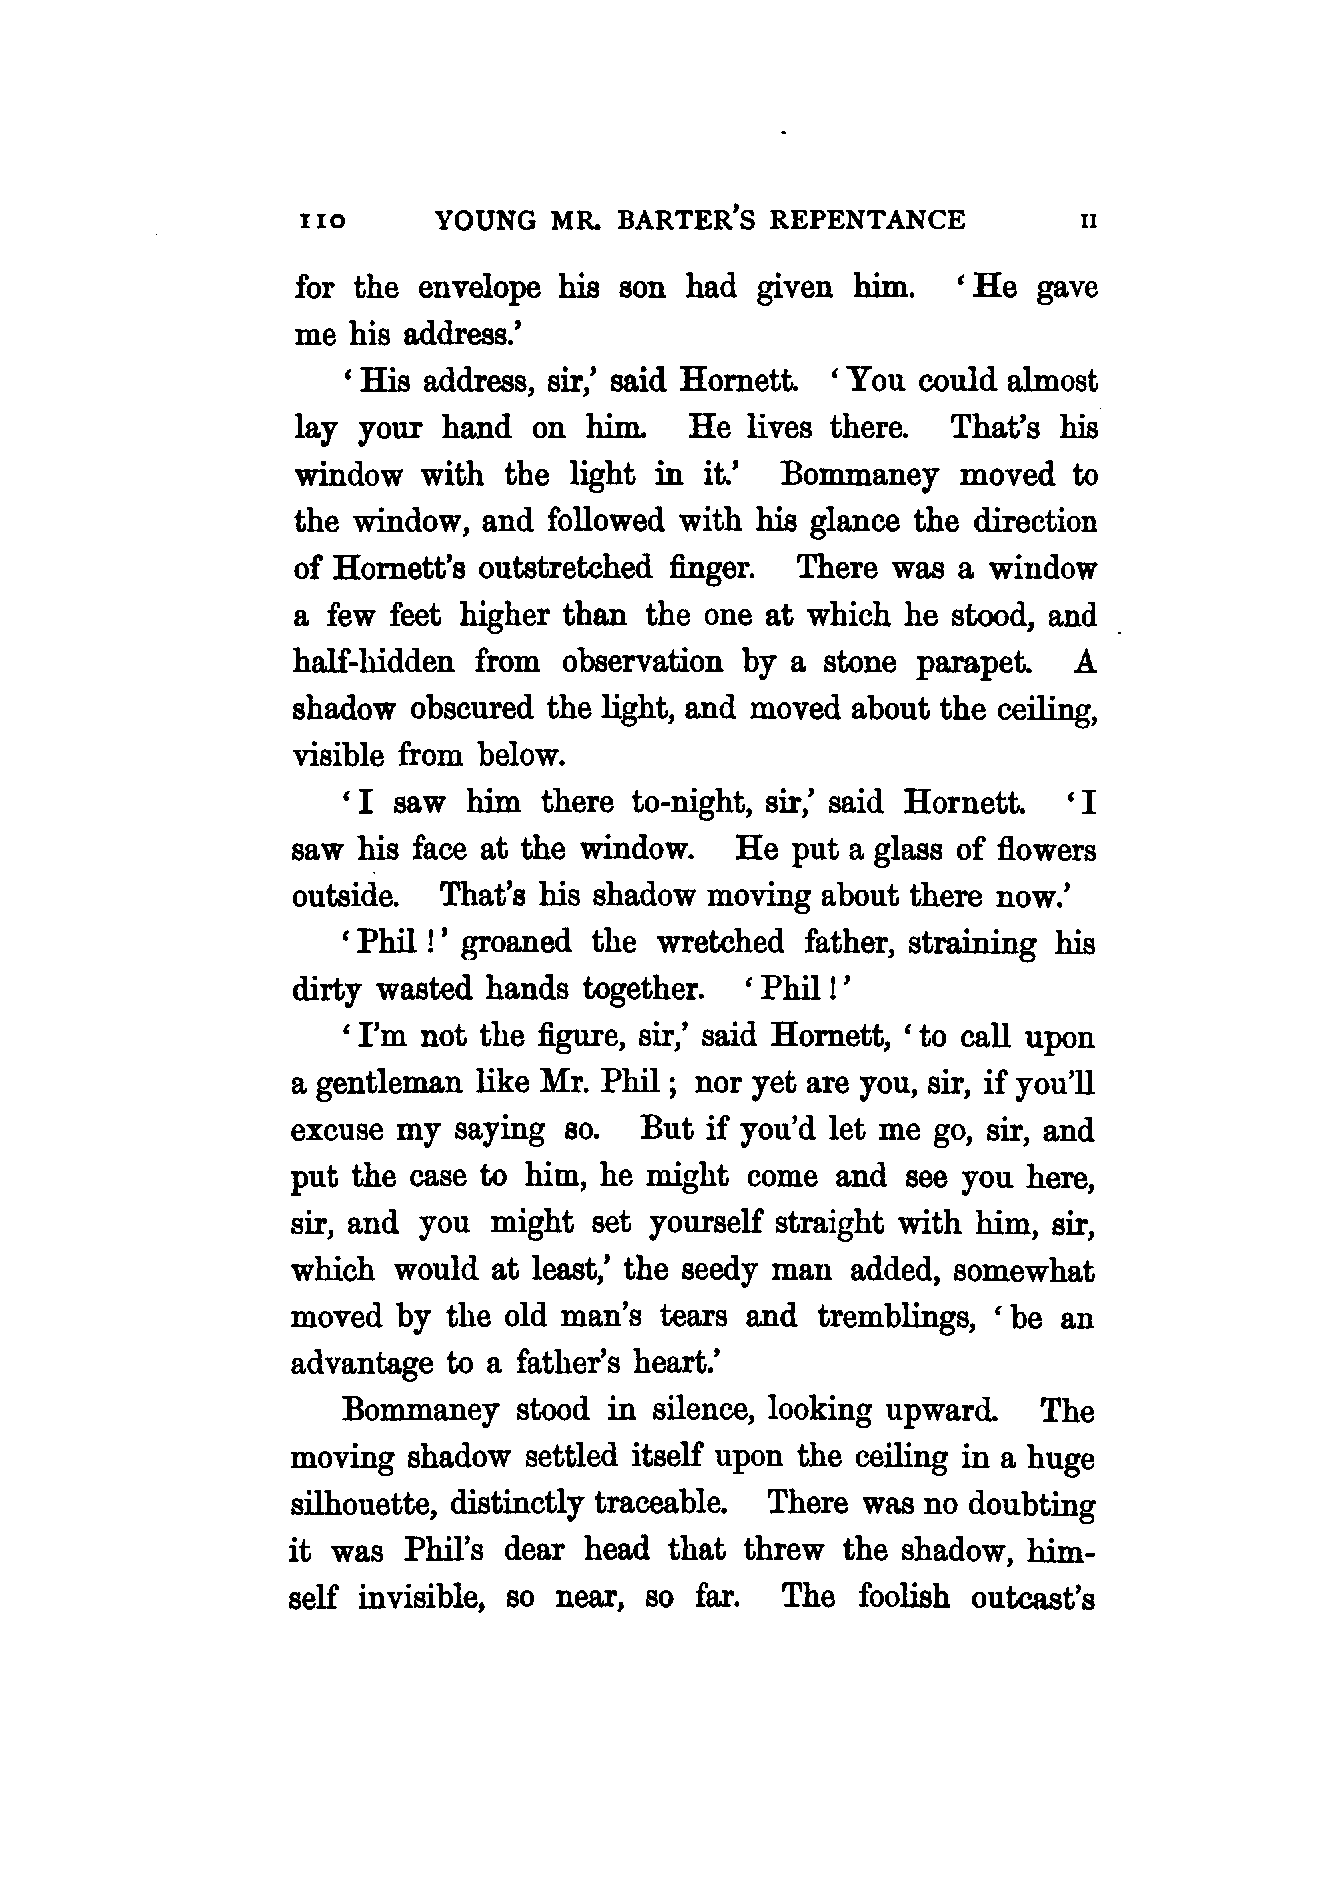 110 YOUNG MR. BARTER'S REPENTANCE II
for the envelope his son had given him. 'He gave
me his address.'
'His address, sir,' said Hornett. 'You could almost
lay your hand on him. He lives there. That's his
window with the light in it.' Bommaney moved to
the window, and followed with his glance the direction
of Hornett's outstretched finger. There was a window
a few feet higher than the one at which he stood, and
half-hidden from observation by a stone parapet. A
shadow obscured the light, and moved about the ceiling,
visible from below.
'I saw him there to-night, sir,' said Hornett. 'I
saw his face at the window. He put a glass of flowers
outside. That's his shadow moving about there now.'
'Phil!' groaned the wretched father, straining his
dirty wasted hands together. 'Phil!'
'I'm not the figure, sir,' said Hornett, 'to call upon
a gentleman like Mr. Phil; nor yet are you, sir, if you'll
excuse my saying so. But if you'd let me go, sir, and
put the case to him, he might come and see you here,
sir, and you might set yourself straight with him, sir,
which would at least,' the seedy man added, somewhat
moved by the old man's tears and tremblings, 'be an
advantage to a father's heart.'
Bommaney stood in silence, looking upward. The
moving shadow settled itself upon the ceiling in a huge
silhouette, distinctly traceable. There was no doubting
it was Phil's dear head that threw the shadow, him-
self invisible, so near, so far. The foolish outcast's